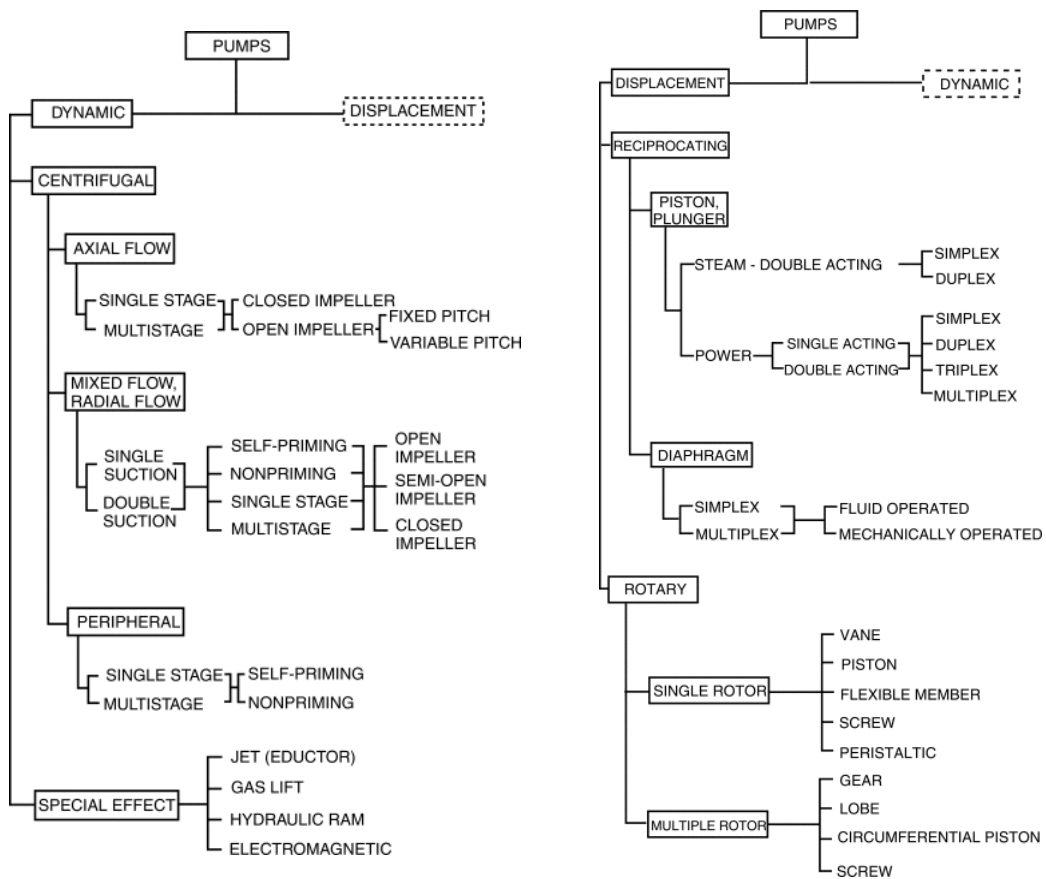 PUMPS
DYNAMIC
DISPLACEMENT
CENTRIFUGAL
AXIAL FLOW
SINGLE STAGE
MULTISTAGE
CLOSED IMPELLER
OPEN IMPELLER
FIXED PITCH
VARIABLE PITCH
MIXED FLOW,
RADIAL FLOW
SINGLE
SUCTION
DOUBLE
SUCTION
SELF-PRIMING
NONPRIMING
SINGLE STAGE
MULTISTAGE
OPEN
IMPELLER
SEMI-OPEN
IMPELLER
CLOSED
IMPELLER
PERIPHERAL
SINGLE STAGE
MULTISTAGE
SELF-PRIMING
NONPRIMING
SPECIAL EFFECT
JET (EDUCTOR)
GAS LIFT
HYDRAULIC RAM
ELECTROMAGNETIC
PUMPS
DISPLACEMENT
DYNAMIC
RECIPROCATING
PISTON,
PLUNGER
STEAM - DOUBLE ACTING
SIMPLEX
DUPLEX
POWER
SINGLE ACTING
DOUBLE ACTING
SIMPLEX
DUPLEX
TRIPLEX
MULTIPLEX
DIAPHRAGM
SIMPLEX
MULTIPLEX
FLUID OPERATED
MECHANICALLY OPERATED
ROTARY
SINGLE ROTOR
VANE
PISTON
FLEXIBLE MEMBER
SCREW
PERISTALTIC
MULTIPLE ROTOR
GEAR
LOBE
CIRCUMFERENTIAL PISTON
SCREW